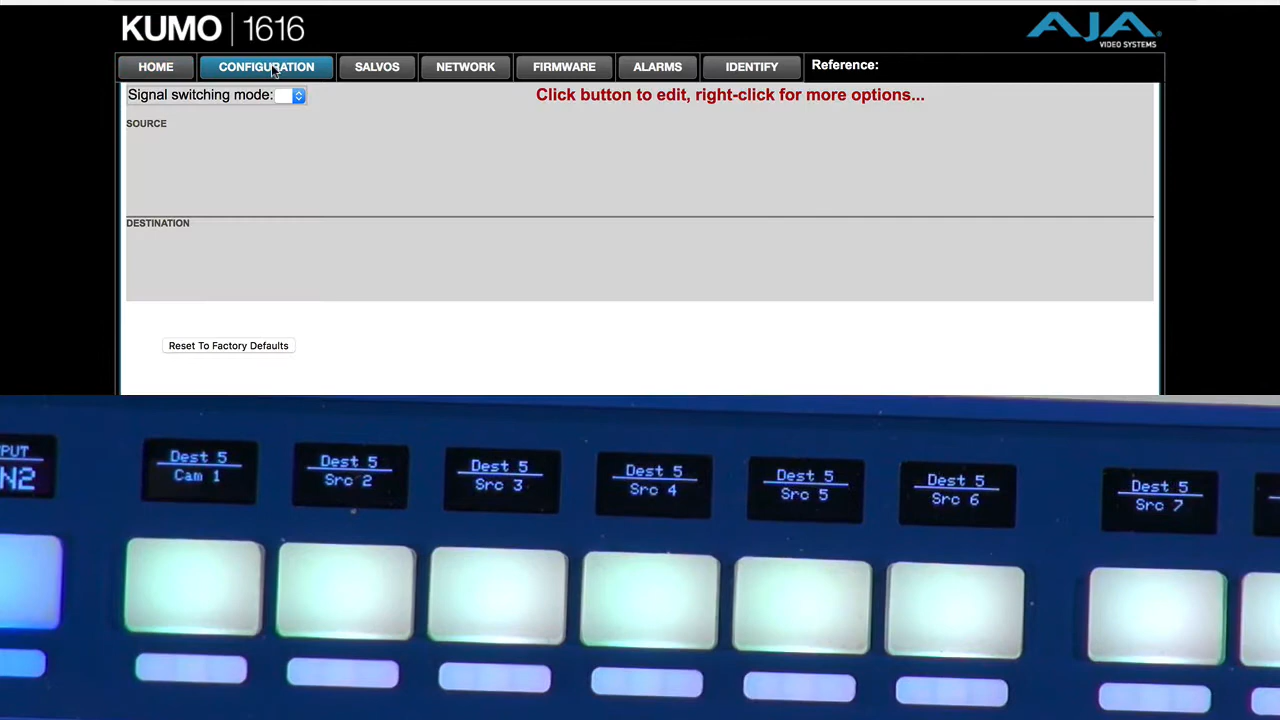 KUMO | 1616
AJA
VIDEO SYSTEMS
HOME CONFIGURATION SALVOS NETWORK FIRMWARE ALARMS IDENTIFY Reference:
Signal switching mode:
Click button to edit, right-click for more options...
SOURCE
DESTINATION
Reset To Factory Defaults
PUT
N2
Dest 5
Cam 1
Dest 5
Src 2
Dest 5
Src 3
Dest 5
Src 4
Dest 5
Src 5
Dest 5
Src 6
Dest 5
Src 7